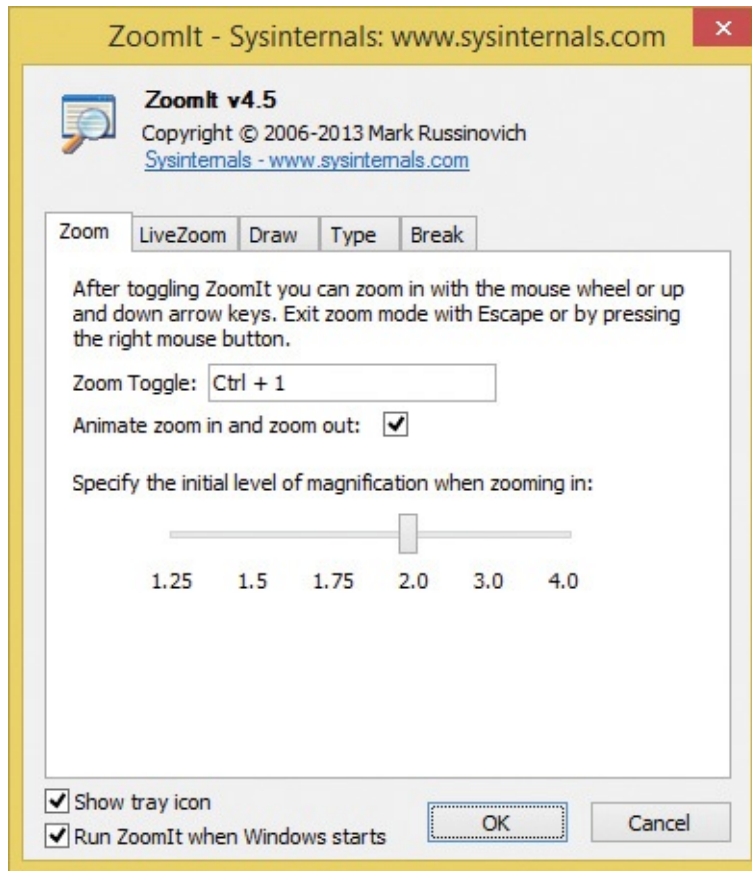 ZoomIt - Sysinternals: www.sysinternals.com
ZoomIt v4.5
Copyright © 2006-2013 Mark Russinovich
Sysinternals - www.sysinternals.com
Zoom LiveZoom Draw Type Break
After toggling ZoomIt you can zoom in with the mouse wheel or up
and down arrow keys. Exit zoom mode with Escape or by pressing
the right mouse button.
Zoom Toggle: Ctrl + 1
Animate zoom in and zoom out:
Specify the initial level of magnification when zooming in:
1.25 1.5 1.75 2.0 3.0 4.0
Show tray icon
Run ZoomIt when Windows starts
OK Cancel